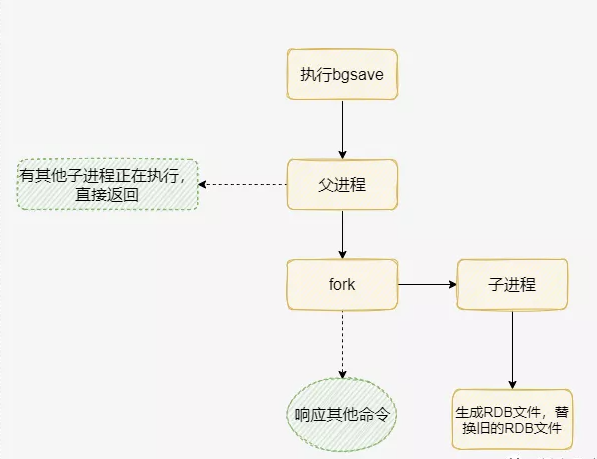 执行bgsave
有其他子进程正在执行，
直接返回
父进程
fork
子进程
响应其他命令
生成RDB文件，替
换旧的RDB文件